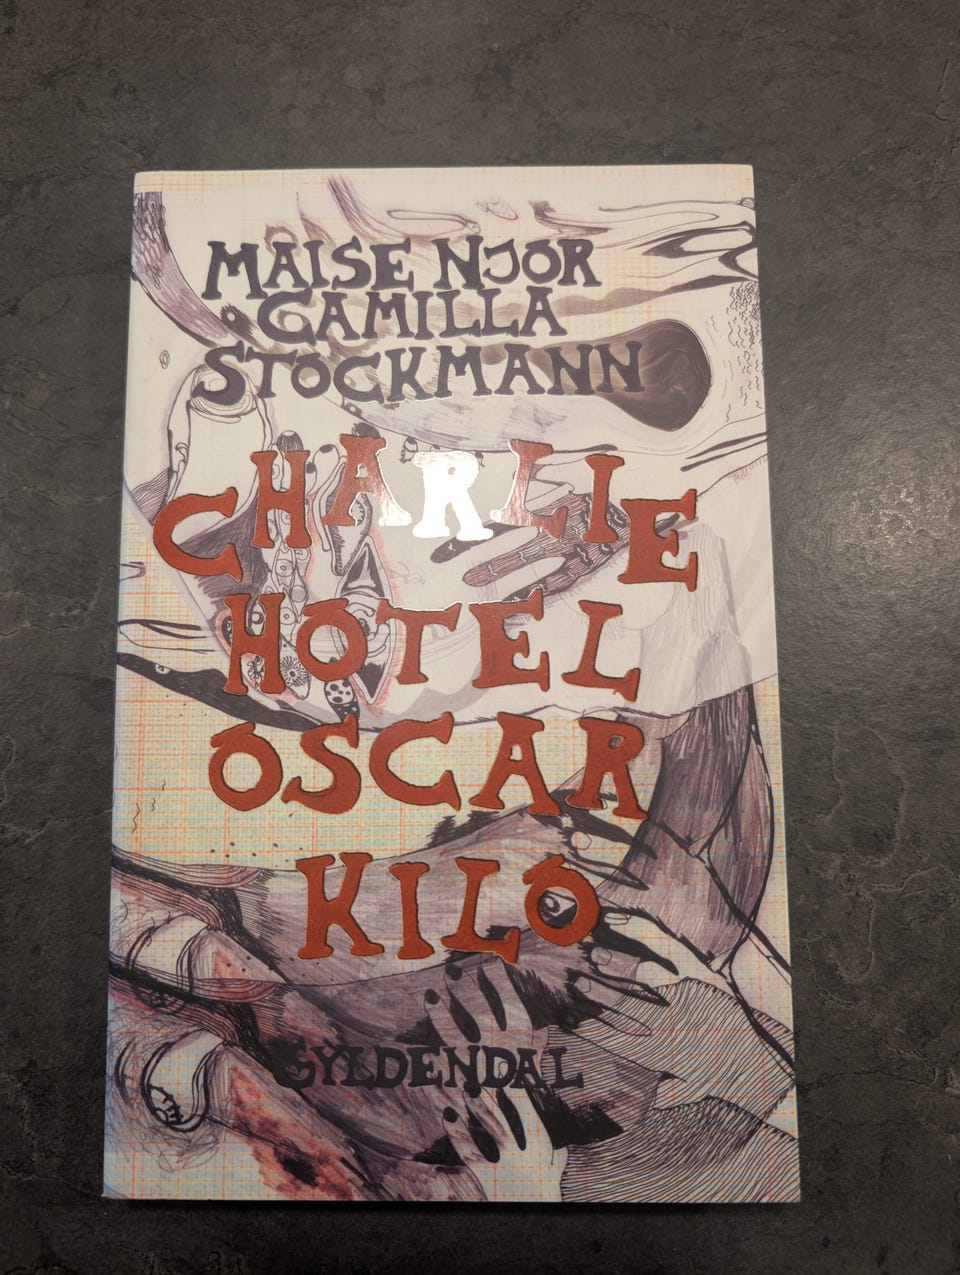 MAISE NJOR
CAMILLA
STOCKMANN
CHARLIE
HOTEL
OSCAR
KILO
GYLDENDAL